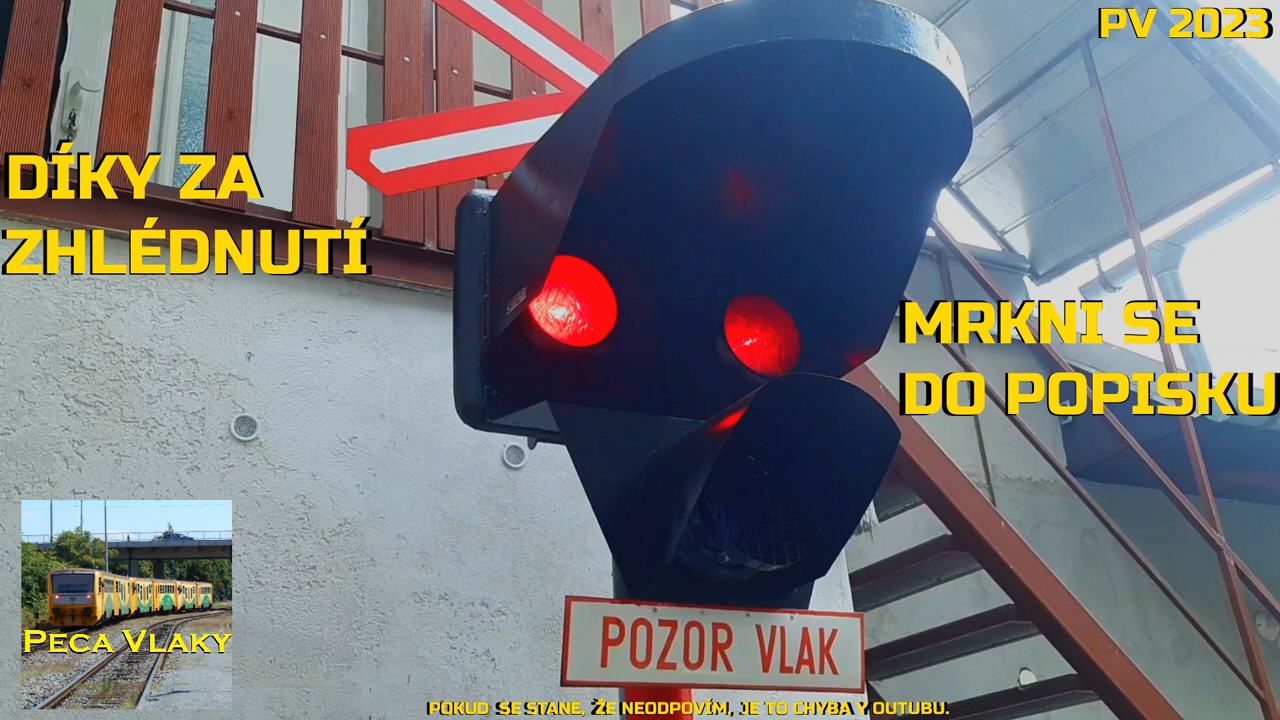 PV 2023
DÍKY ZA
ZHLÉDNUTÍ
MRKNI SE
DO POPISKU
POZOR VLAK
PECA VLAKY
POKUD SE STANE, ŽE NEODPOVÍM, JE TO CHYBA Y OUTUBU.